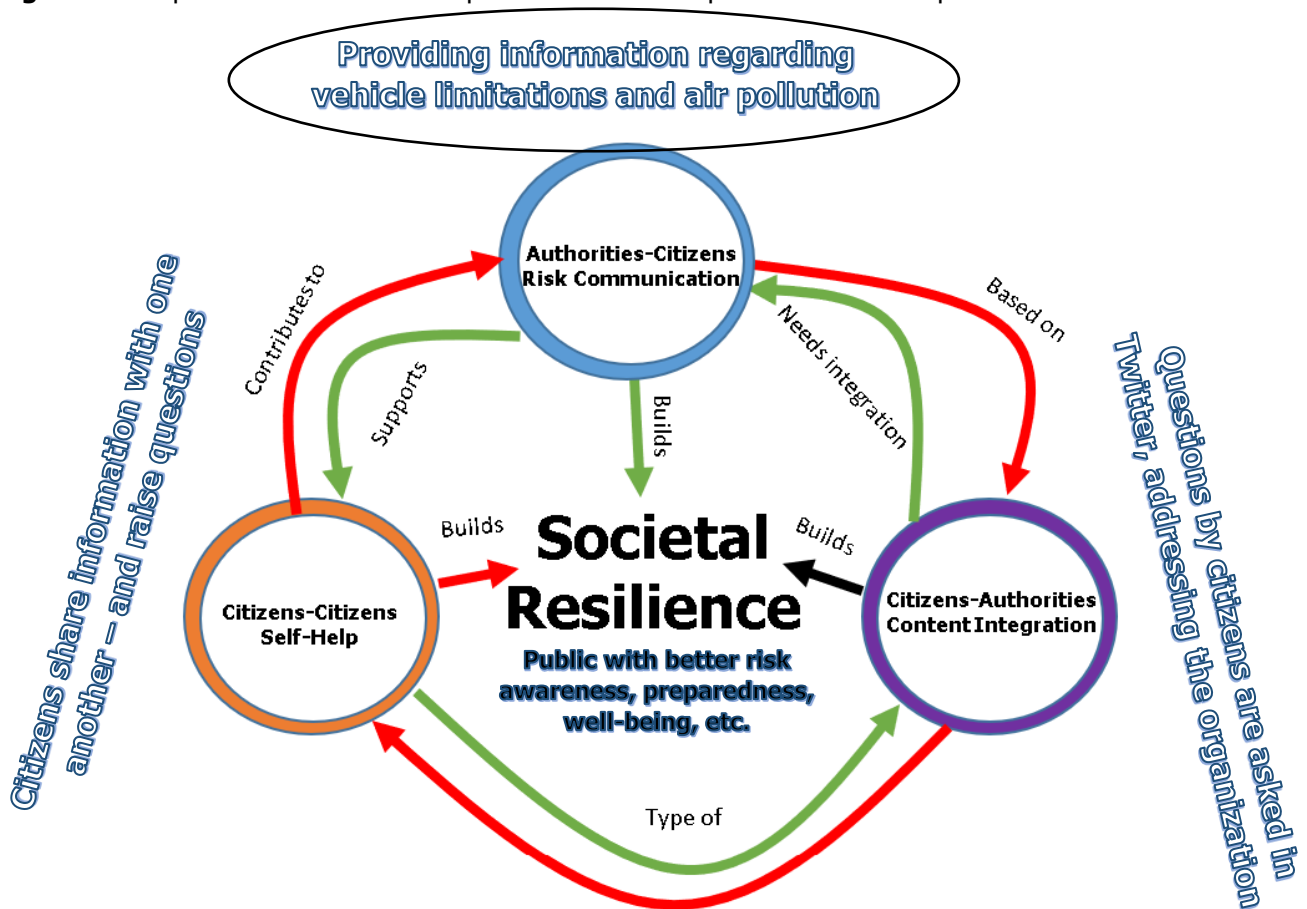 Providing information regarding
vehicle limitations and air pollution
Authorities-Citizens
Risk Communication
Contributes to
Supports
Builds
Needs integration
Based on
Citizens share information with one
another – and raise questions
Questions by citizens are asked in
Twitter, addressing the organization
Citizens-Citizens
Self-Help
Builds
Societal
Resilience
Public with better risk
awareness, preparedness,
well-being, etc.
Builds
Citizens-Authorities
Content Integration
Type of